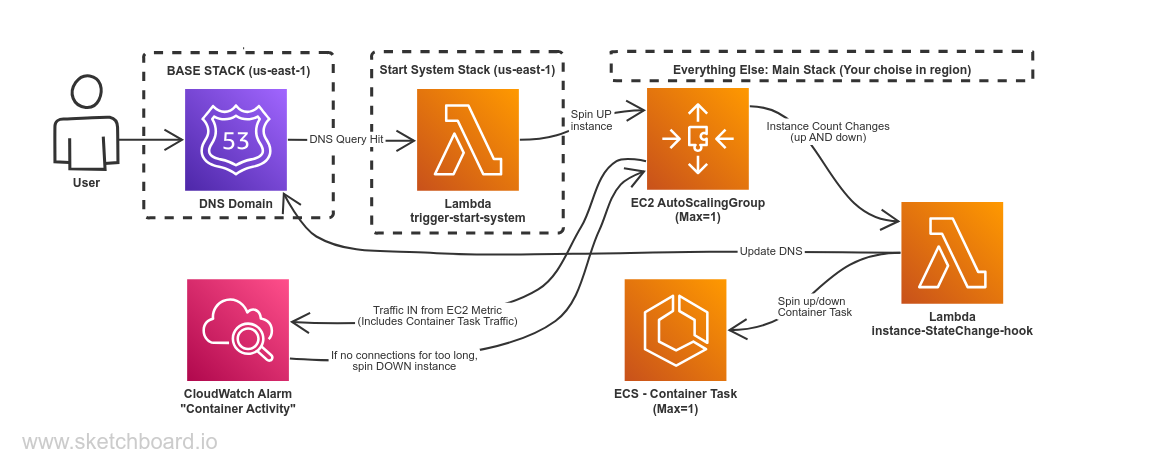 BASE STACK (us-east-1)
Start System Stack (us-east-1)
Everything Else: Main Stack (Your choise in region)
53
DNS Query Hit
Spin UP
instance
Instance Count Changes
(up AND down)
User
DNS Domain
Lambda
trigger-start-system
EC2 AutoScalingGroup
(Max=1)
Update DNS
Traffic IN from EC2 Metric
(Includes Container Task Traffic)
Spin up/down
Container Task
Lambda
instance-StateChange-hook
If no connections for too long,
spin DOWN instance
CloudWatch Alarm
"Container Activity"
ECS - Container Task
(Max=1)
www.sketchboard.io